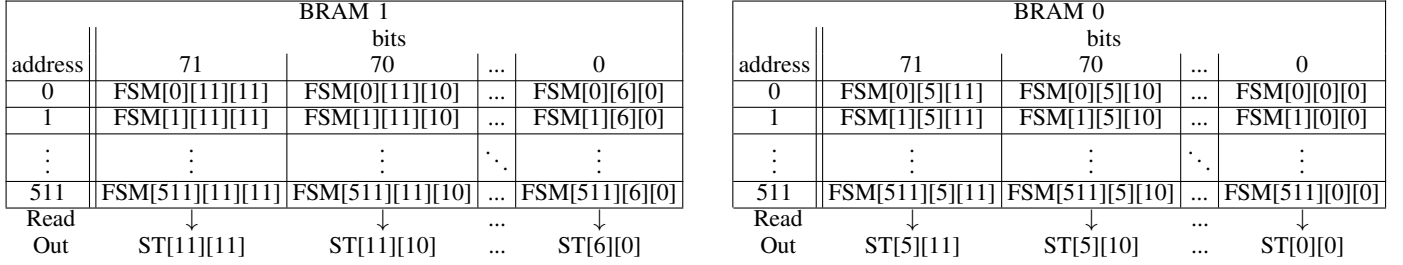 BRAM 1
bits
address 71 70 ... 0
0 FSM[0][11][11] FSM[0][11][10] ... FSM[0][6][0]
1 FSM[1][11][11] FSM[1][11][10] ... FSM[1][6][0]
⋮ ⋮ ⋮ ⋱ ⋮
511 FSM[511][11][11] FSM[511][11][10] ... FSM[511][6][0]
Read ↓ ↓ ... ↓
Out ST[11][11] ST[11][10] ... ST[6][0]
BRAM 0
bits
address 71 70 ... 0
0 FSM[0][5][11] FSM[0][5][10] ... FSM[0][0][0]
1 FSM[1][5][11] FSM[1][5][10] ... FSM[1][0][0]
⋮ ⋮ ⋮ ⋱ ⋮
511 FSM[511][5][11] FSM[511][5][10] ... FSM[511][0][0]
Read ↓ ↓ ... ↓
Out ST[5][11] ST[5][10] ... ST[0][0]